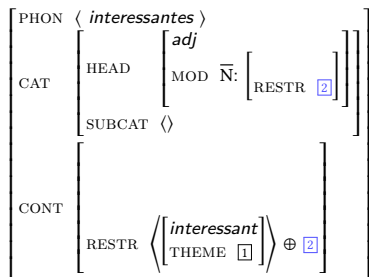 PHON ⟨ interessantes ⟩
adj
HEAD
MOD N̅: [RESTR 2]
CAT
SUBCAT ⟨⟩
CONT
interessant
RESTR ⟨[THEME 1]⟩ ⊕ 2